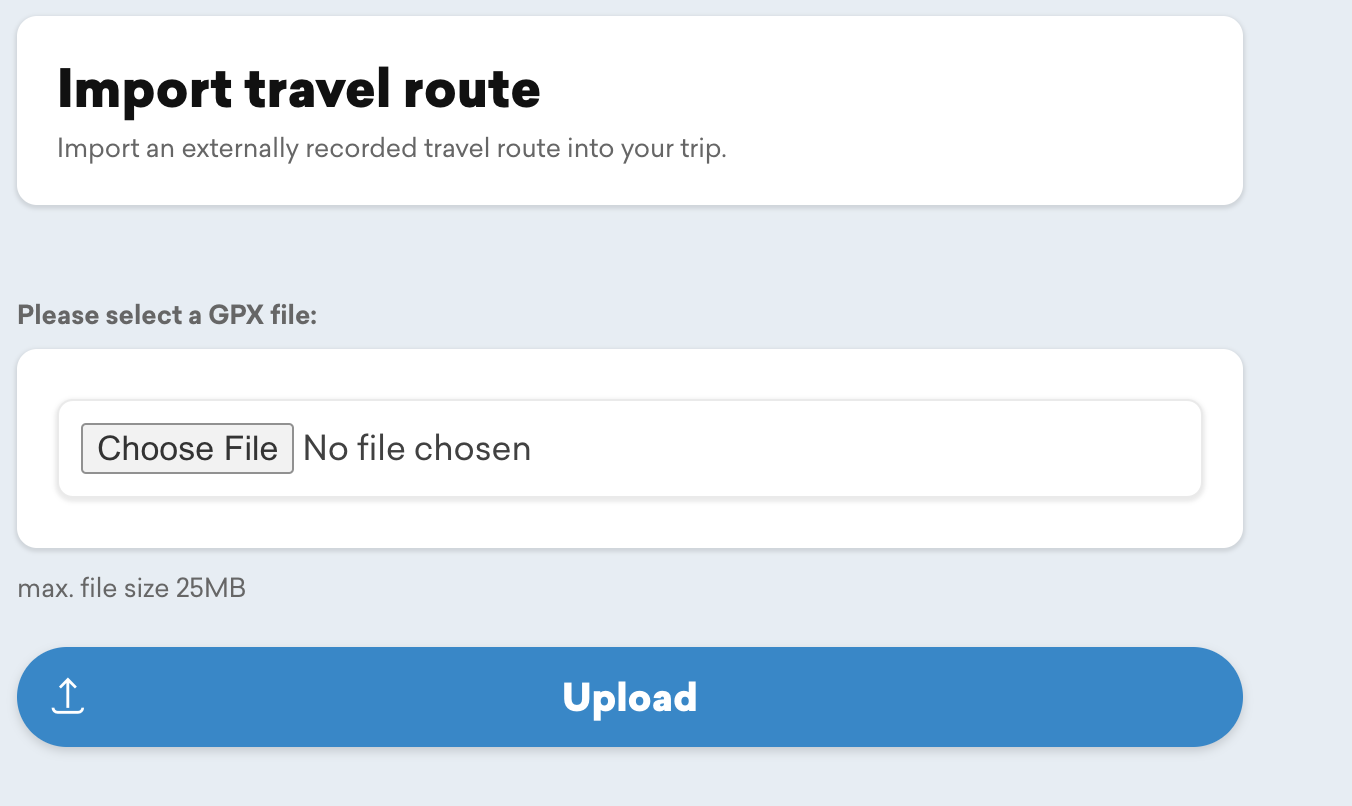 Import travel route
Import an externally recorded travel route into your trip.
Please select a GPX file:
Choose File No file chosen
max. file size 25MB
Upload